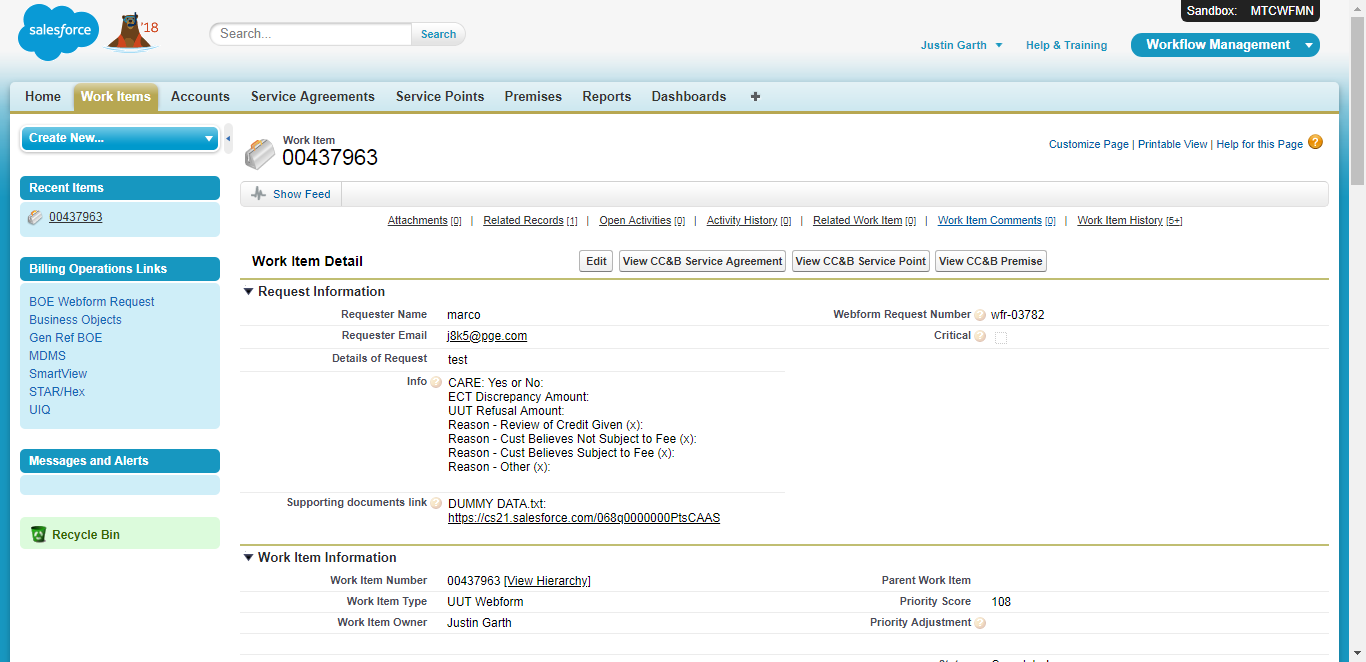 Sandbox: MTCWFMN
salesforce
'18
Search...
Search
Justin Garth
Help & Training
Workflow Management
Home
Work Items
Accounts
Service Agreements
Service Points
Premises
Reports
Dashboards
+
Create New...
Recent Items
00437963
Billing Operations Links
BOE Webform Request
Business Objects
Gen Ref BOE
MDMS
SmartView
STAR/Hex
UIQ
Messages and Alerts
Recycle Bin
Work Item
00437963
Customize Page | Printable View | Help for this Page ?
Show Feed
Attachments [0] | Related Records [1] | Open Activities [0] | Activity History [0] | Related Work Item [0] | Work Item Comments [0] | Work Item History [5+]
Work Item Detail
Edit
View CC&B Service Agreement
View CC&B Service Point
View CC&B Premise
Request Information
Requester Name marco
Webform Request Number ? wfr-03782
Requester Email j8k5@pge.com
Critical ?
Details of Request test
Info ? CARE: Yes or No:
ECT Discrepancy Amount:
UUT Refusal Amount:
Reason - Review of Credit Given (x):
Reason - Cust Believes Not Subject to Fee (x):
Reason - Cust Believes Subject to Fee (x):
Reason - Other (x):
Supporting documents link ? DUMMY DATA.txt:
https://cs21.salesforce.com/068q0000000PtsCAAS
Work Item Information
Work Item Number 00437963 [View Hierarchy]
Parent Work Item
Work Item Type UUT Webform
Priority Score 108
Work Item Owner Justin Garth
Priority Adjustment ?